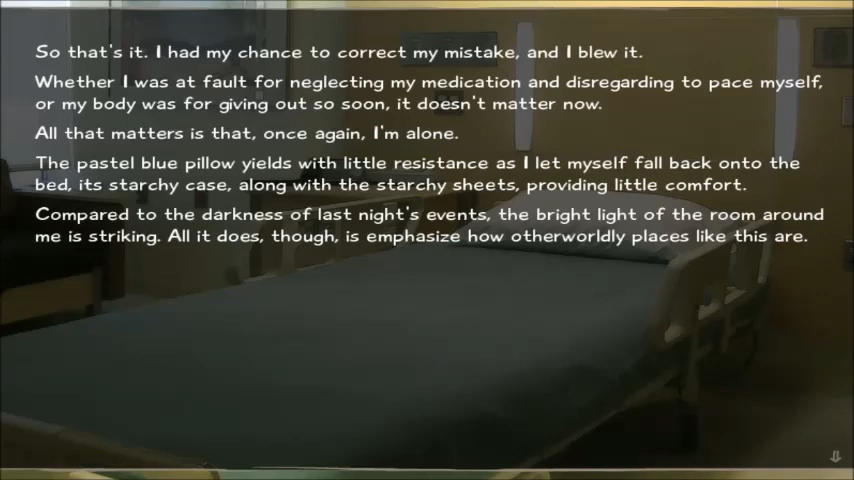 So that's it. I had my chance to correct my mistake, and I blew it.
Whether I was at fault for neglecting my medication and disregarding to pace myself,
or my body was for giving out so soon, it doesn't matter now.
All that matters is that, once again, I'm alone.
The pastel blue pillow yields with little resistance as I let myself fall back onto the
bed, its starchy case, along with the starchy sheets, providing little comfort.
Compared to the darkness of last night's events, the bright light of the room around
me is striking. All it does, though, is emphasize how otherworldly places like this are.